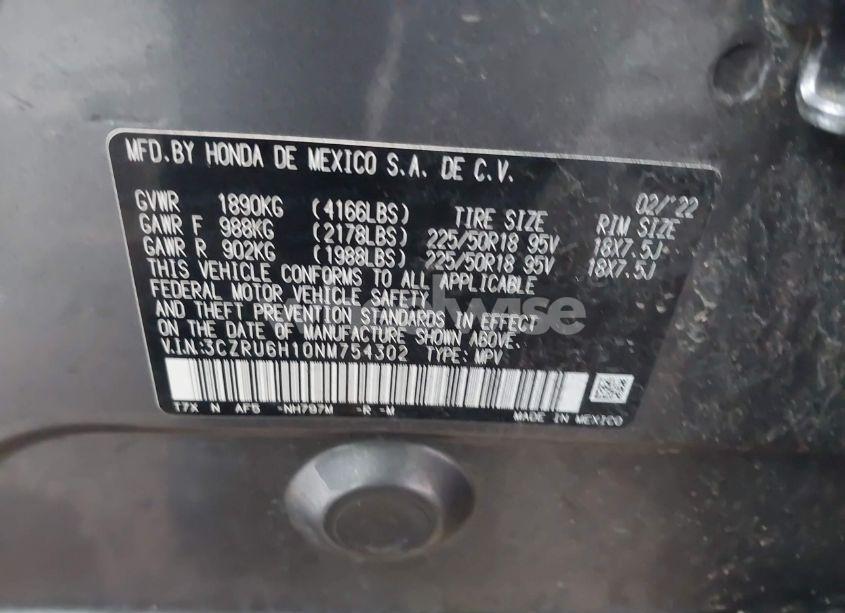 MFD.BY HONDA DE MEXICO S.A. DE C.V.
02/'22
GVWR 1890KG (4166LBS) TIRE SIZE RIM SIZE
GAWR F 988KG (2178LBS) 225/50R18 95V 18X7.5J
GAWR R 902KG (1988LBS) 225/50R18 95V 18X7.5J
THIS VEHICLE CONFORMS TO ALL APPLICABLE
FEDERAL MOTOR VEHICLE SAFETY
AND THEFT PREVENTION STANDARDS IN EFFECT
ON THE DATE OF MANUFACTURE SHOWN ABOVE.
V.I.N:3CZRU6H10NM754302 TYPE: MPV
T7X N AF5 -NH797M -R -M
MADE IN MEXICO